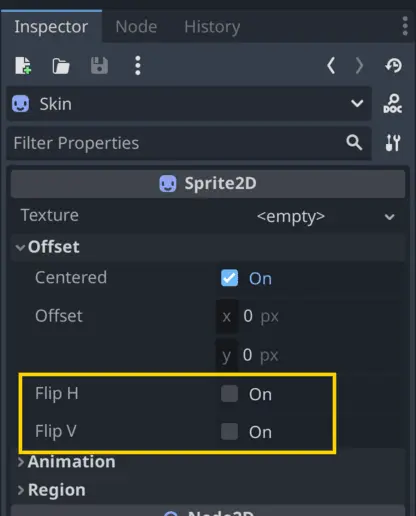 Inspector Node History
Skin
DOC
Filter Properties
Sprite2D
Texture <empty>
Offset
Centered On
Offset x 0 px
y 0 px
Flip H On
Flip V On
Animation
Region
Node2D